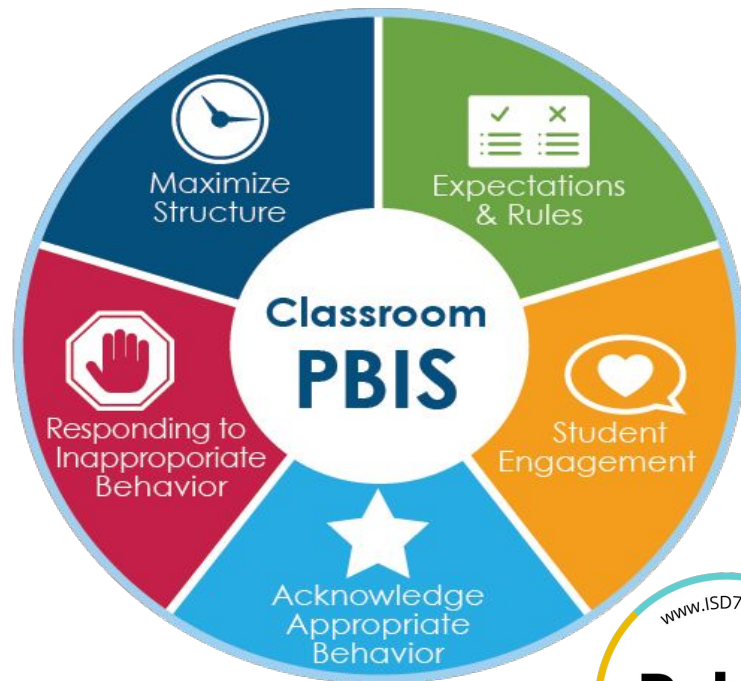 Maximize
Structure
Expectations
& Rules
Classroom
PBIS
Responding to
Inapproporiate
Behavior
Student
Engagement
Acknowledge
Appropriate
Behavior
www.ISD7